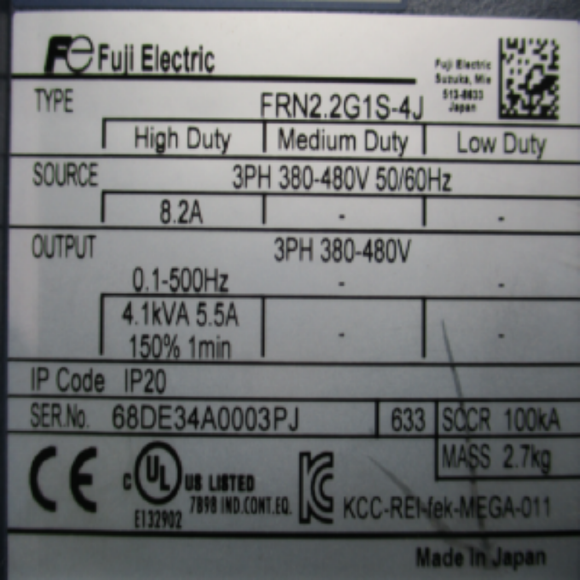 Fe Fuji Electric
Fuji Electric
Suzuka, Mie
513-8633
Japan
TYPE FRN2.2G1S-4J
High Duty Medium Duty Low Duty
SOURCE 3PH 380-480V 50/60Hz
8.2A - -
OUTPUT 3PH 380-480V
0.1-500Hz - -
4.1kVA 5.5A
150% 1min - -
IP Code IP20
SER.No. 68DE34A0003PJ 633 SCCR 100kA
MASS 2.7kg
CE c UL US LISTED
7B98 IND.CONT.EQ.
E132902
KCC-REI-fek-MEGA-011
Made In Japan